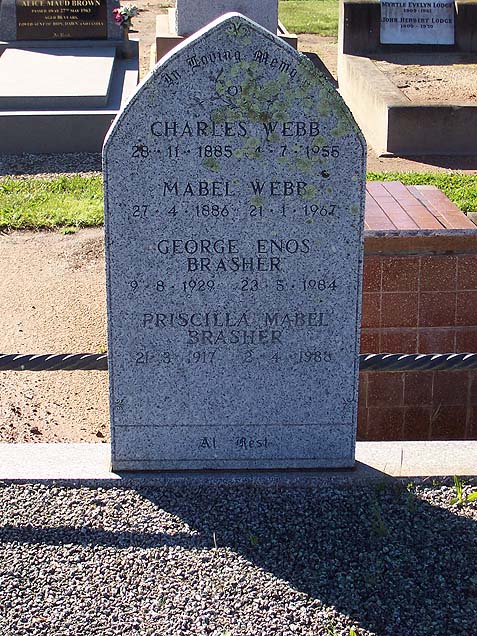 ALICE MAUD BROWN
MYRTLE EVELYN LODGE
JOHN HERBERT LODGE
In Loving Memory
Of
CHARLES WEBB
28 · 11 · 1885 4 · 7 · 1955
MABEL WEBB
27 · 4 · 1886 21 · 1 · 1967
GEORGE ENOS
BRASHER
9 · 8 · 1929 23 · 5 · 1984
PRISCILLA MABEL
BRASHER
21 · 3 · 1917 2 · 4 · 1988
At Rest